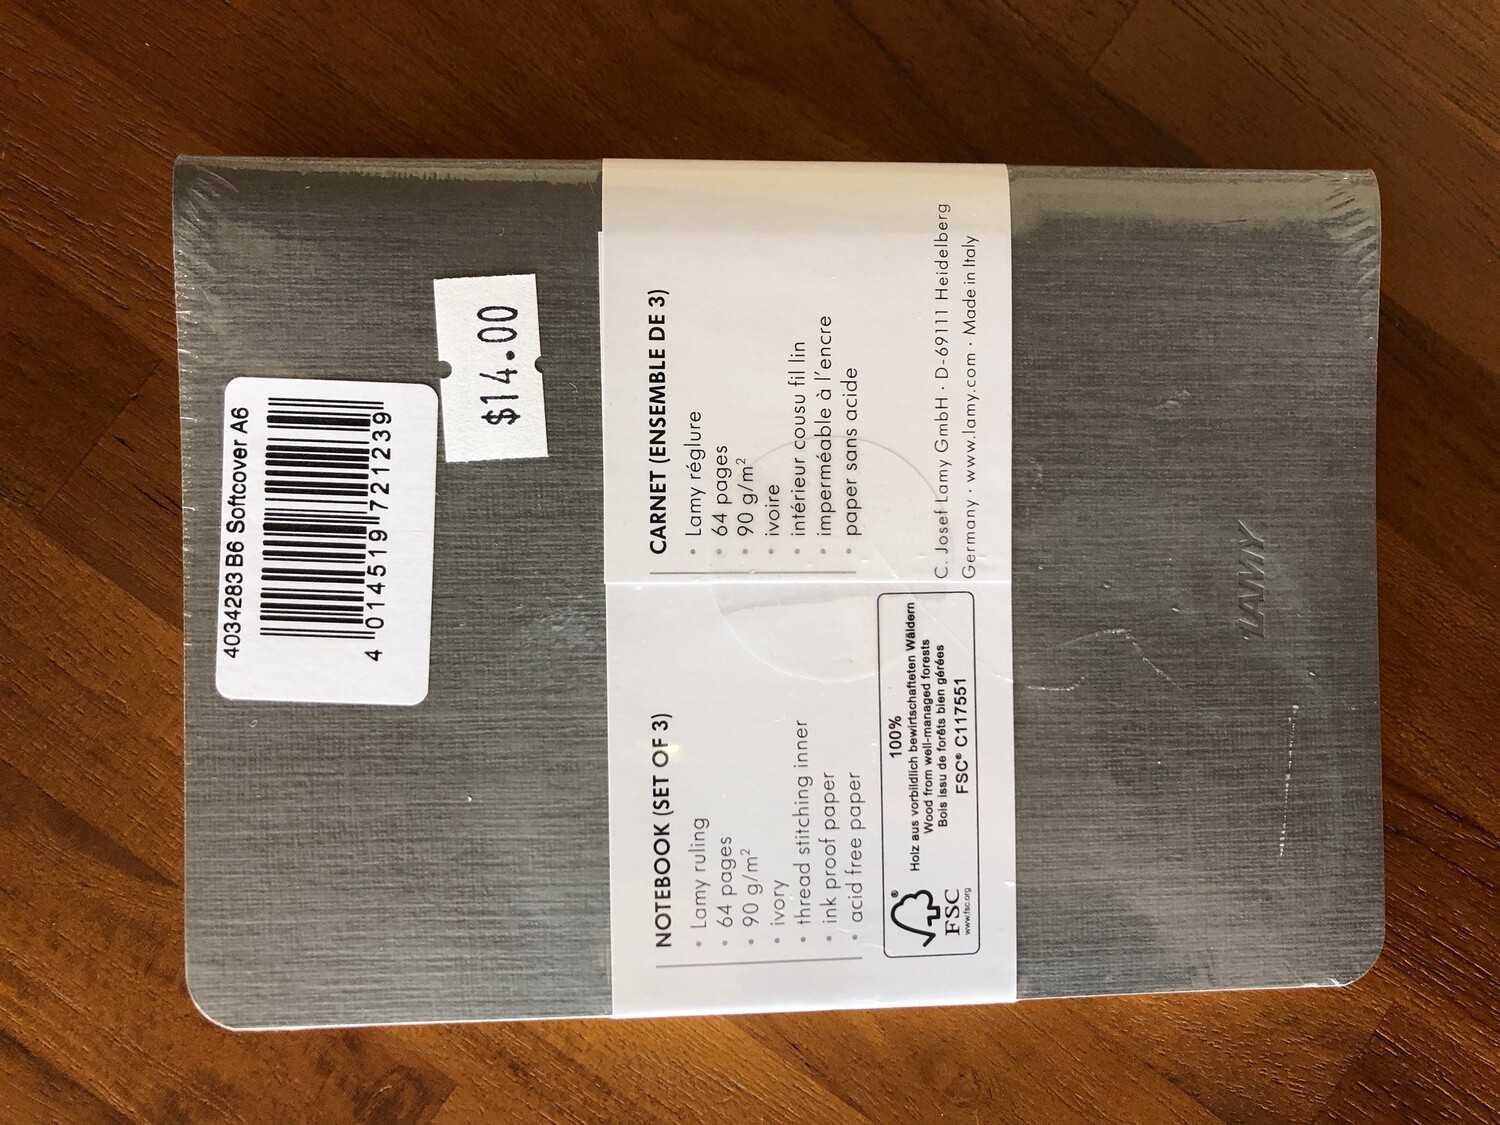 4034283 B6 Softcover A6
4 014519 721239
$14.00
NOTEBOOK (SET OF 3)
• Lamy ruling
• 64 pages
• 90 g/m²
• ivory
• thread stitching inner
• ink proof paper
• acid free paper
CARNET (ENSEMBLE DE 3)
• Lamy réglure
• 64 pages
• 90 g/m²
• ivoire
• intérieur cousu fil lin
• imperméable à l'encre
• paper sans acide
FSC®
www.fsc.org
100%
Holz aus vorbildlich bewirtschafteten Wäldern
Wood from well-managed forests
Bois issu de forêts bien gérées
FSC® C117551
C. Josef Lamy GmbH · D-69111 Heidelberg
Germany · www.lamy.com · Made in Italy
LAMY